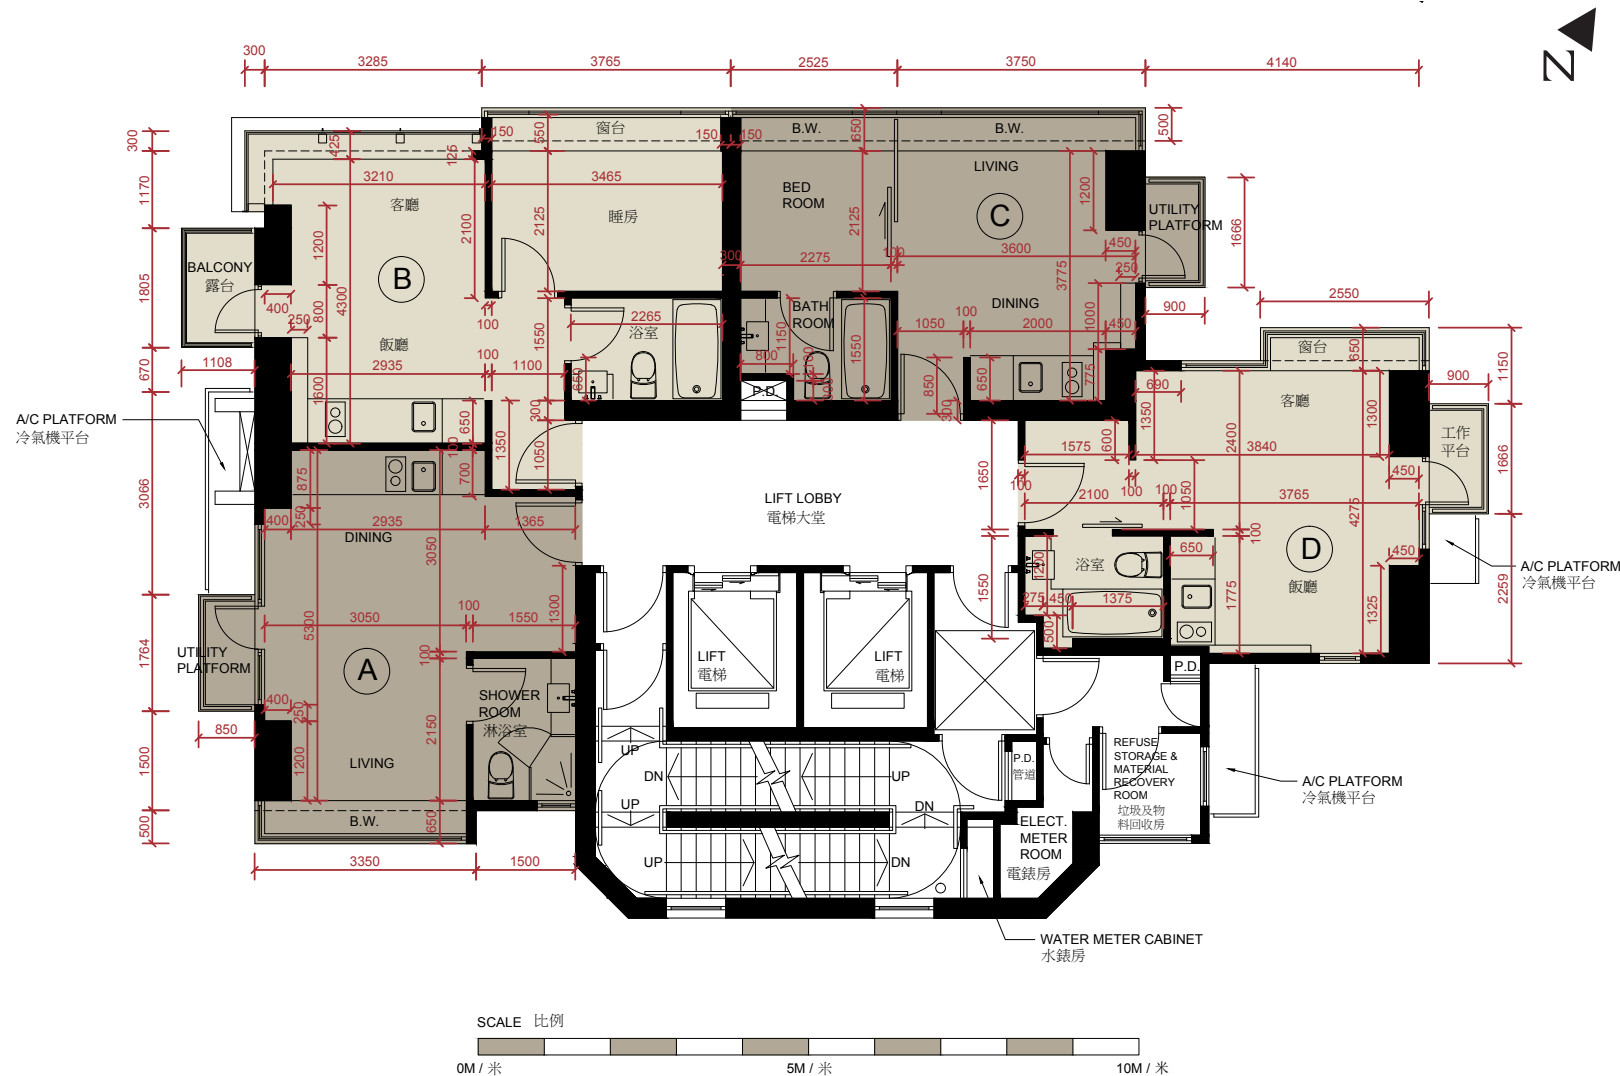 N
300
3285
3765
2525
3750
4140
300
1170
1805
670
3066
1764
1500
500
1108
850
3350
1500
500
1666
900
2550
1150
900
1666
2259
窗台
B.W.
B.W.
550
150
150
150
650
425
125
3210
3465
客廳
睡房
BED
ROOM
LIVING
C
1200
UTILITY
PLATFORM
2100
2125
2125
1200
B
BALCONY
露台
300
2275
100
3600
450
250
3775
400
250
800
4300
100
飯廳
1550
2265
浴室
BATH
ROOM
1150
DINING
1050
100
2000
450
1000
2935
100
1100
650
800
1550
P.D.
850
650
775
300
1600
650
300
1350
1050
100
700
A/C PLATFORM
冷氣機平台
875
250
400
2935
1365
DINING
3050
5300
3050
100
1550
1300
100
UTILITY
PLATFORM
A
400
250
1200
2150
SHOWER
ROOM
淋浴室
LIVING
B.W.
650
LIFT LOBBY
電梯大堂
LIFT
電梯
LIFT
電梯
窗台
650
690
客廳
1350
2400
1300
600
1575
3840
450
工作
平台
1650
100
100
2100
100
1050
3765
4275
100
450
D
飯廳
650
浴室
1200
1550
275
450
1375
500
1775
1325
A/C PLATFORM
冷氣機平台
P.D.
REFUSE
STORAGE &
MATERIAL
RECOVERY
ROOM
垃圾及物
料回收房
A/C PLATFORM
冷氣機平台
P.D.
管道
UP
DN
UP
UP
UP
DN
DN
ELECT.
METER
ROOM
電錶房
WATER METER CABINET
水錶房
SCALE 比例
0M / 米
5M / 米
10M / 米